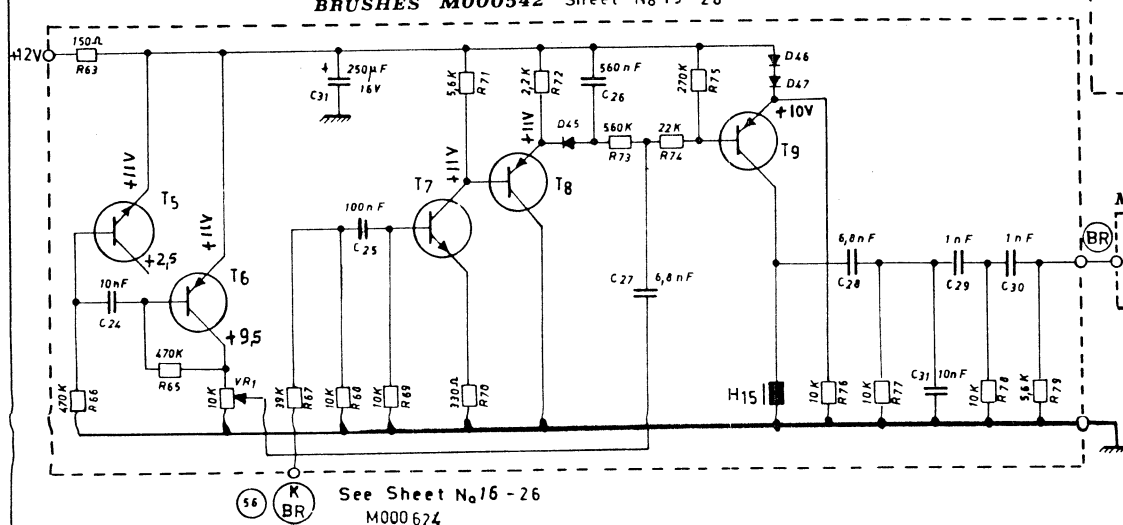 BRUSHES M000542 Sheet No 15-26
+12V
150Ω
R63
+11V
T5
+2,5
10nF
C24
470K
R66
+11V
T6
+9,5
470K
R65
10K
VR1
+
250µF
16V
C31
39K
R67
10K
R68
100nF
C25
10K
R69
T7
330Ω
R70
5,6K
R71
+11V
2,2K
R72
+11V
T8
D45
560nF
C26
560K
R73
22K
R74
C27
6,8nF
270K
R75
D46
D47
+10V
T9
H15
10K
R76
6,8nF
C28
10K
R77
C31
10nF
1nF
C29
10K
R78
1nF
C30
5,6K
R79
BR
M
56
K
BR
See Sheet No 16-26
M000624